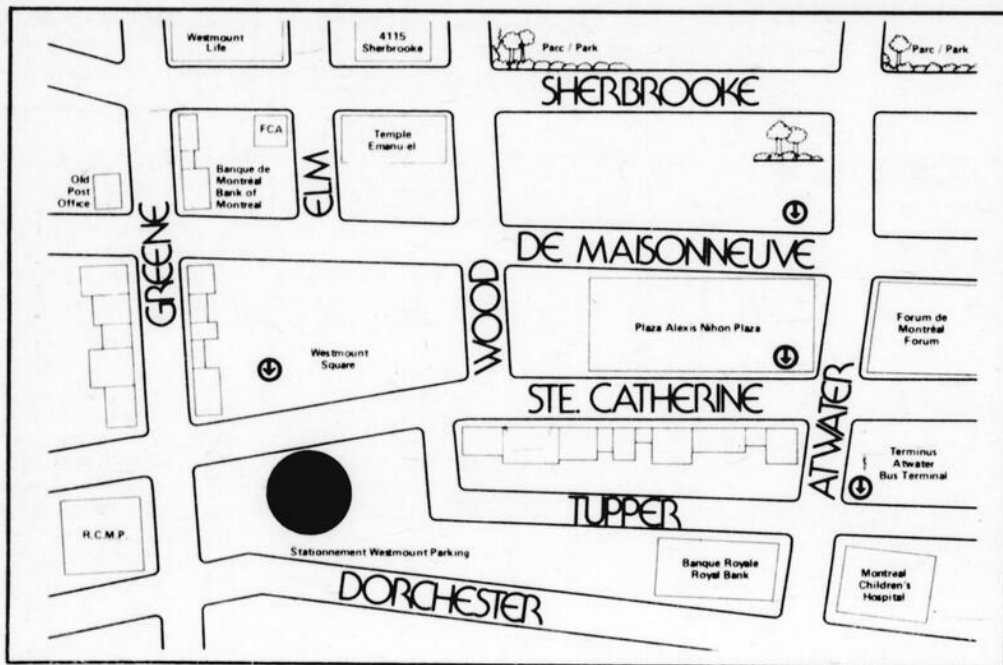 Westmount
Life
4115
Sherbrooke
Parc / Park
Parc / Park
SHERBROOKE
FCA
Temple
Emanu-el
Banque de
Montréal
Bank of
Montreal
Old
Post
Office
ELM
GREENE
DE MAISONNEUVE
WOOD
Plaza Alexis Nihon Plaza
Forum de
Montréal
Forum
Westmount
Square
STE. CATHERINE
ATWATER
Terminus
Atwater
Bus Terminal
TUPPER
R.C.M.P.
Stationnement Westmount Parking
Banque Royale
Royal Bank
Montreal
Children's
Hospital
DORCHESTER